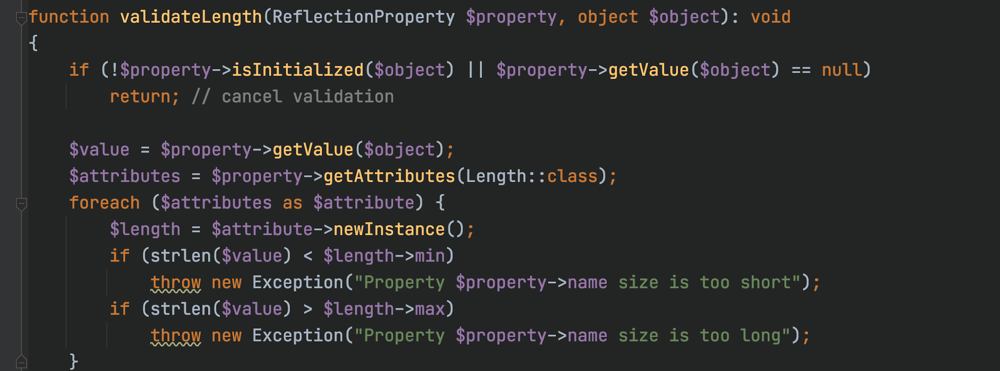 function validateLength(ReflectionProperty $property, object $object): void
{
    if (!$property->isInitialized($object) || $property->getValue($object) == null)
        return; // cancel validation

    $value = $property->getValue($object);
    $attributes = $property->getAttributes(Length::class);
    foreach ($attributes as $attribute) {
        $length = $attribute->newInstance();
        if (strlen($value) < $length->min)
            throw new Exception("Property $property->name size is too short");
        if (strlen($value) > $length->max)
            throw new Exception("Property $property->name size is too long");
    }